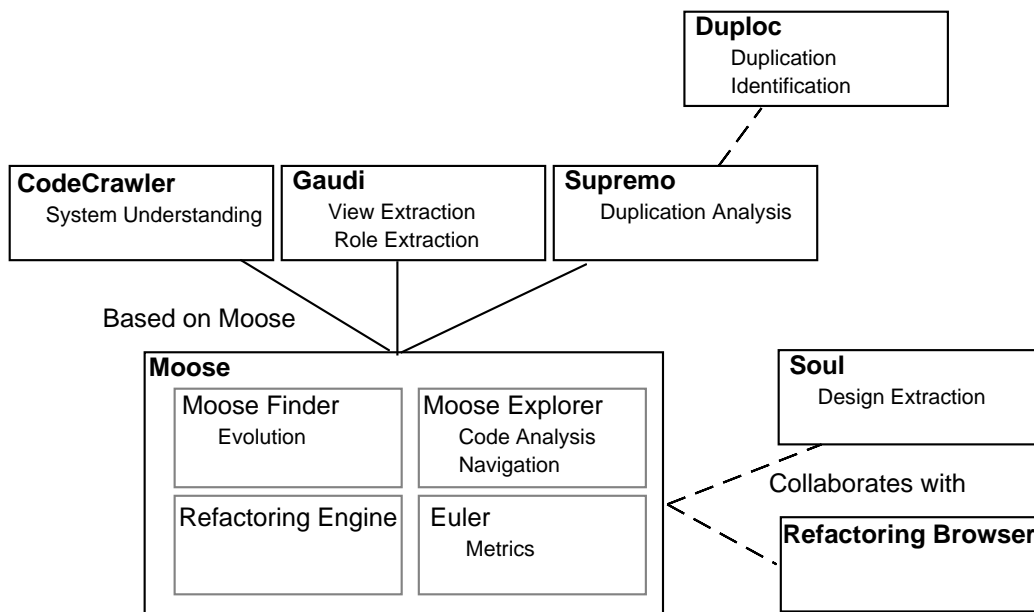 Duploc
Duplication
Identification
CodeCrawler
System Understanding
Gaudi
View Extraction
Role Extraction
Supremo
Duplication Analysis
Based on Moose
Moose
Moose Finder
Evolution
Moose Explorer
Code Analysis
Navigation
Refactoring Engine
Euler
Metrics
Soul
Design Extraction
Collaborates with
Refactoring Browser